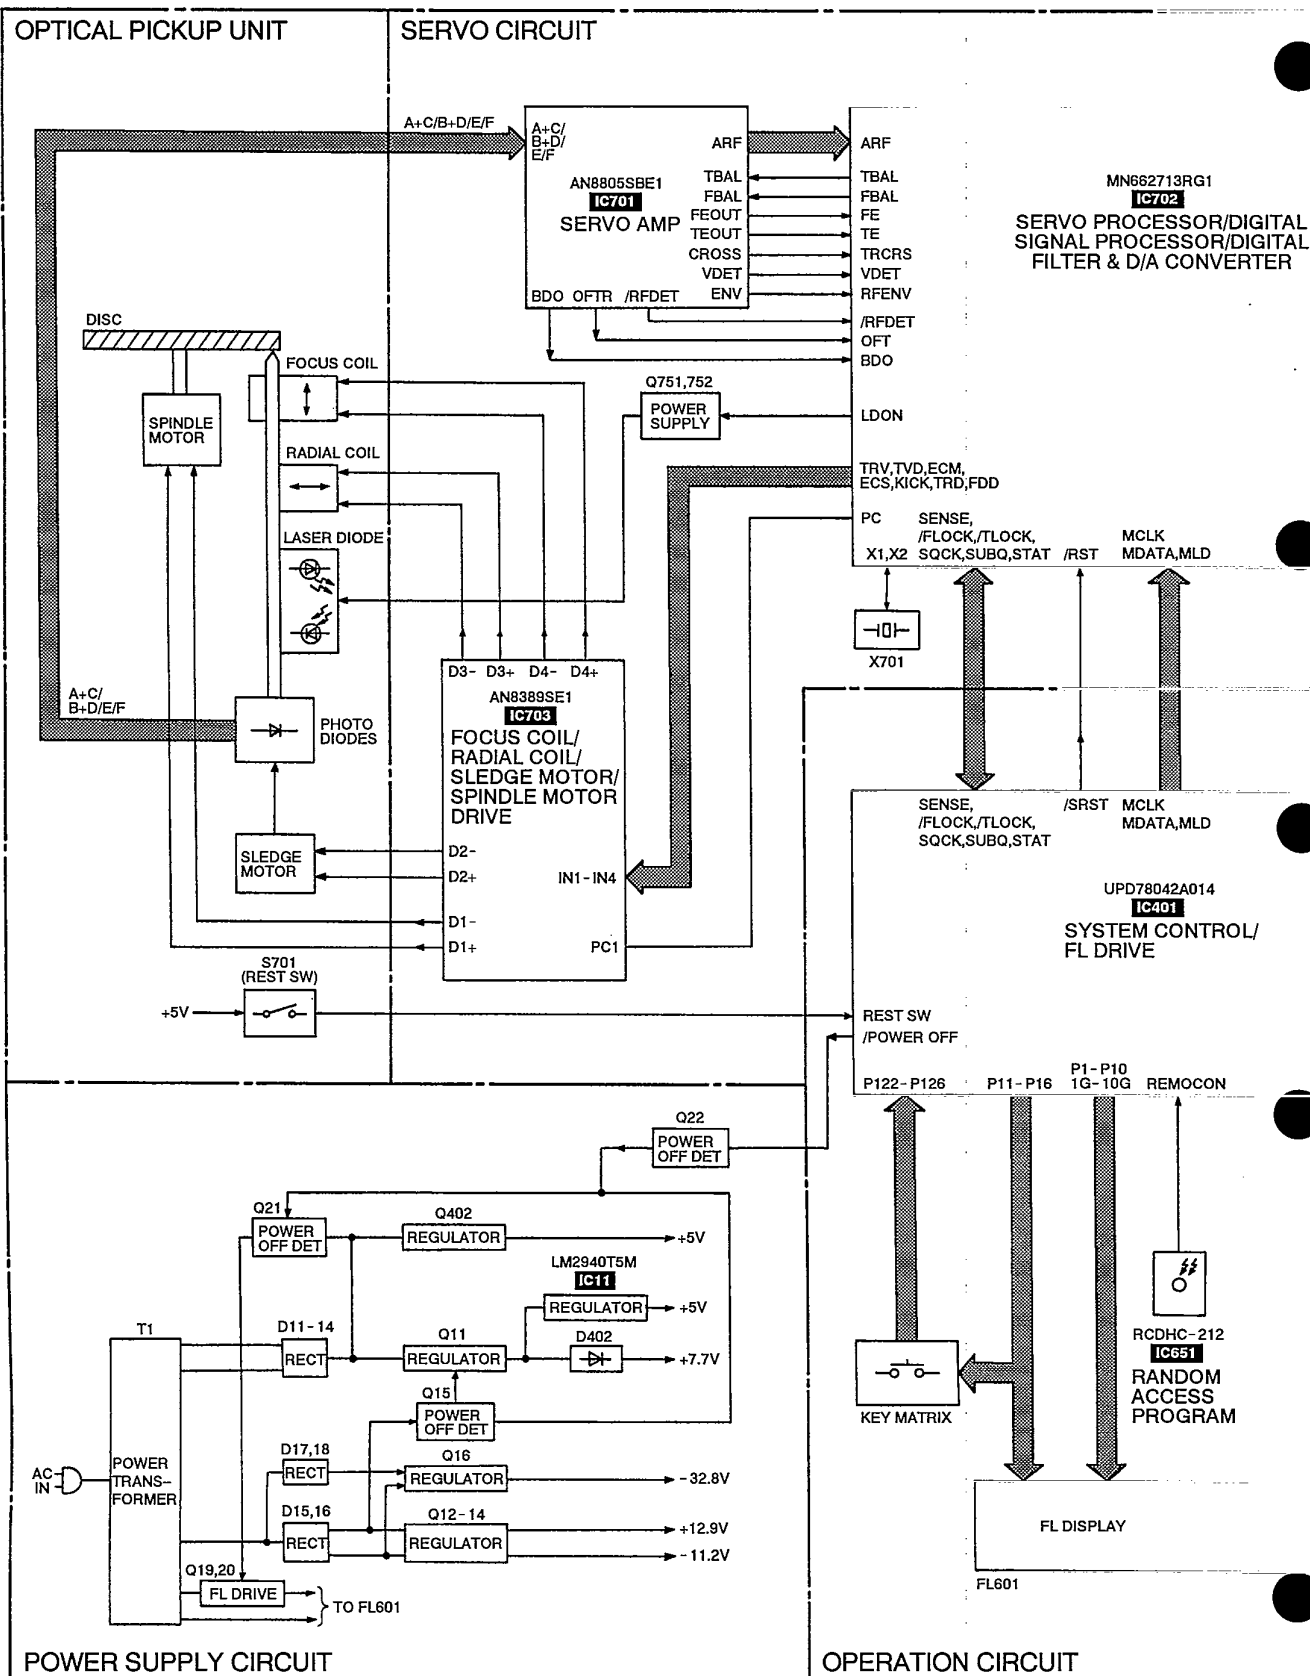 OPTICAL PICKUP UNIT
SERVO CIRCUIT
A+C/B+D/E/F
A+C/
B+D/
E/F
ARF
TBAL
FBAL
FEOUT
TEOUT
CROSS
VDET
ENV
AN8805SBE1
IC701
SERVO AMP
BDO OFTR /RFDET
ARF
TBAL
FBAL
FE
TE
TRCRS
VDET
RFENV
/RFDET
OFT
BDO
LDON
TRV,TVD,ECM,
ECS,KICK,TRD,FDD
PC
X1,X2
SENSE,
/FLOCK,/TLOCK,
SQCK,SUBQ,STAT
/RST
MCLK
MDATA,MLD
MN662713RG1
IC702
SERVO PROCESSOR/DIGITAL
SIGNAL PROCESSOR/DIGITAL
FILTER & D/A CONVERTER
DISC
FOCUS COIL
SPINDLE
MOTOR
RADIAL COIL
LASER DIODE
Q751,752
POWER
SUPPLY
X701
A+C/
B+D/E/F
PHOTO
DIODES
SLEDGE
MOTOR
D3- D3+ D4- D4+
AN8389SE1
IC703
FOCUS COIL/
RADIAL COIL/
SLEDGE MOTOR/
SPINDLE MOTOR
DRIVE
D2-
D2+
D1-
D1+
IN1-IN4
PC1
S701
(REST SW)
+5V
SENSE,
/FLOCK,/TLOCK,
SQCK,SUBQ,STAT
/SRST
MCLK
MDATA,MLD
UPD78042A014
IC401
SYSTEM CONTROL/
FL DRIVE
REST SW
/POWER OFF
P122-P126
P11-P16
P1-P10
1G-10G
REMOCON
Q22
POWER
OFF DET
Q21
POWER
OFF DET
Q402
REGULATOR
+5V
LM2940T5M
IC11
REGULATOR
+5V
T1
D11-14
RECT
Q11
REGULATOR
D402
+7.7V
Q15
POWER
OFF DET
D17,18
RECT
Q16
REGULATOR
-32.8V
AC
IN
POWER
TRANS-
FORMER
D15,16
RECT
Q12-14
REGULATOR
+12.9V
-11.2V
Q19,20
FL DRIVE
TO FL601
KEY MATRIX
RCDHC-212
IC651
RANDOM
ACCESS
PROGRAM
FL DISPLAY
FL601
POWER SUPPLY CIRCUIT
OPERATION CIRCUIT